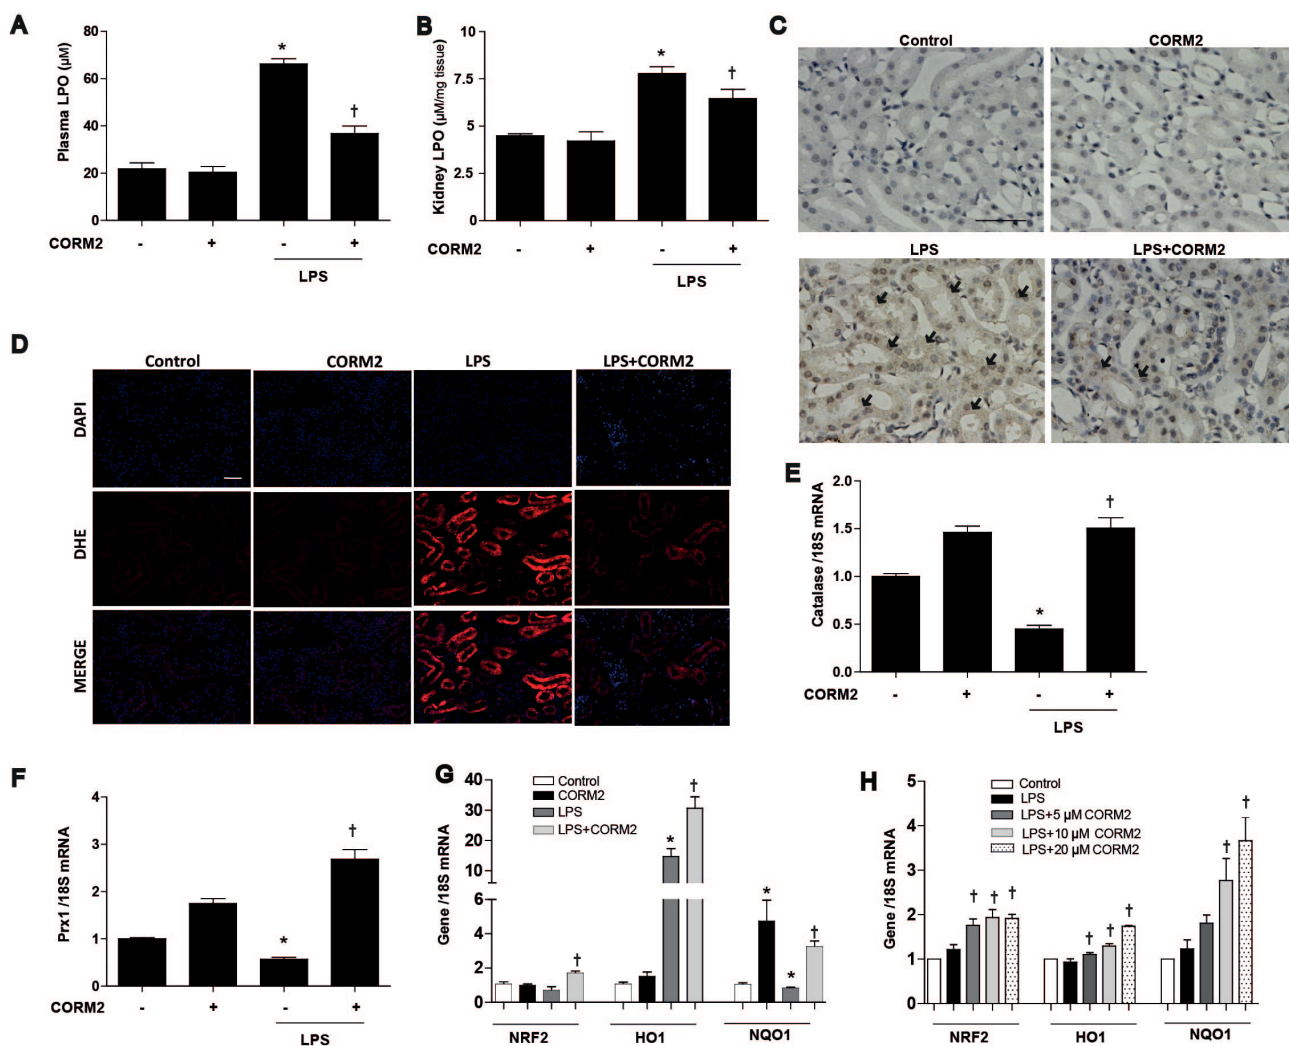 A
Plasma LPO (µM)
80
60
40
20
0
*
†
CORM2
- + - +
LPS
B
Kidney LPO (µM/mg tissue)
10
7.5
5
2.5
0
*
†
CORM2
- + - +
LPS
C
Control
CORM2
LPS
LPS+CORM2
D
Control
CORM2
LPS
LPS+CORM2
DAPI
DHE
MERGE
E
Catalase /18S mRNA
2.0
1.5
1.0
0.5
0.0
*
†
CORM2
- + - +
LPS
F
Prx1 /18S mRNA
4
3
2
1
0
*
†
CORM2
- + - +
LPS
G
Gene /18S mRNA
40
30
20
10
6
4
2
0
Control
CORM2
LPS
LPS+CORM2
†
*
†
*
*
†
NRF2
HO1
NQO1
H
Gene /18S mRNA
5
4
3
2
1
0
Control
LPS
LPS+5 µM CORM2
LPS+10 µM CORM2
LPS+20 µM CORM2
† † †
† † †
† †
NRF2
HO1
NQO1